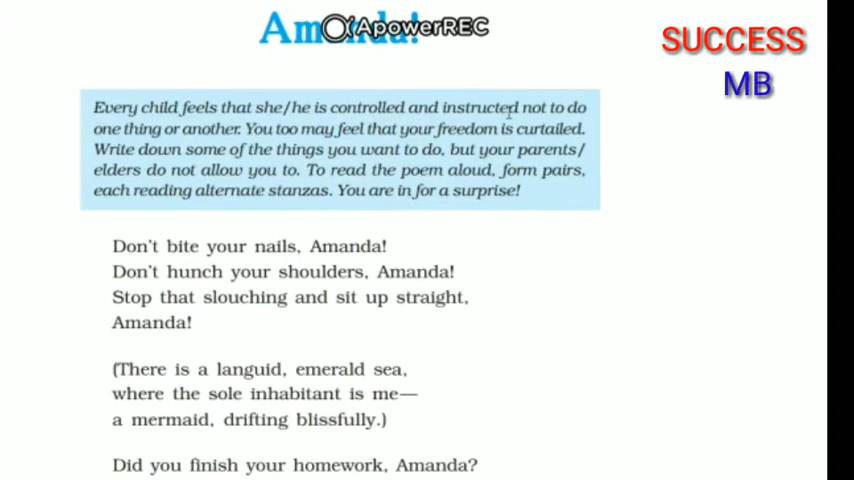 ApowerREC
SUCCESS
MB
Every child feels that she/he is controlled and instructed not to do
one thing or another. You too may feel that your freedom is curtailed.
Write down some of the things you want to do, but your parents/
elders do not allow you to. To read the poem aloud, form pairs,
each reading alternate stanzas. You are in for a surprise!
Don't bite your nails, Amanda!
Don't hunch your shoulders, Amanda!
Stop that slouching and sit up straight,
Amanda!
(There is a languid, emerald sea,
where the sole inhabitant is me—
a mermaid, drifting blissfully.)
Did you finish your homework, Amanda?